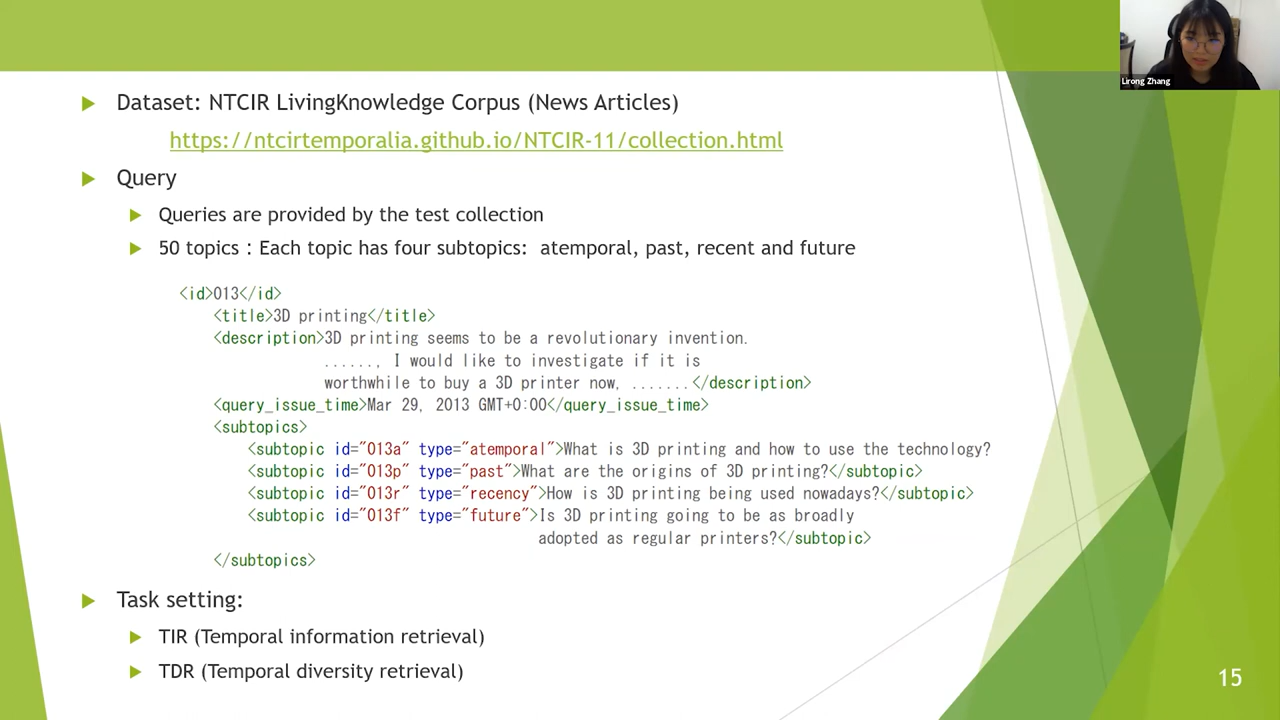 Lirong Zhang
Dataset: NTCIR LivingKnowledge Corpus (News Articles)
https://ntcirtemporalia.github.io/NTCIR-11/collection.html
Query
Queries are provided by the test collection
50 topics : Each topic has four subtopics: atemporal, past, recent and future
<id>013</id>
<title>3D printing</title>
<description>3D printing seems to be a revolutionary invention.
......, I would like to investigate if it is
worthwhile to buy a 3D printer now, .......</description>
<query_issue_time>Mar 29, 2013 GMT+0:00</query_issue_time>
<subtopics>
<subtopic id="013a" type="atemporal">What is 3D printing and how to use the technology?
<subtopic id="013p" type="past">What are the origins of 3D printing?</subtopic>
<subtopic id="013r" type="recency">How is 3D printing being used nowadays?</subtopic>
<subtopic id="013f" type="future">Is 3D printing going to be as broadly
adopted as regular printers?</subtopic>
</subtopics>
Task setting:
TIR (Temporal information retrieval)
TDR (Temporal diversity retrieval)
15